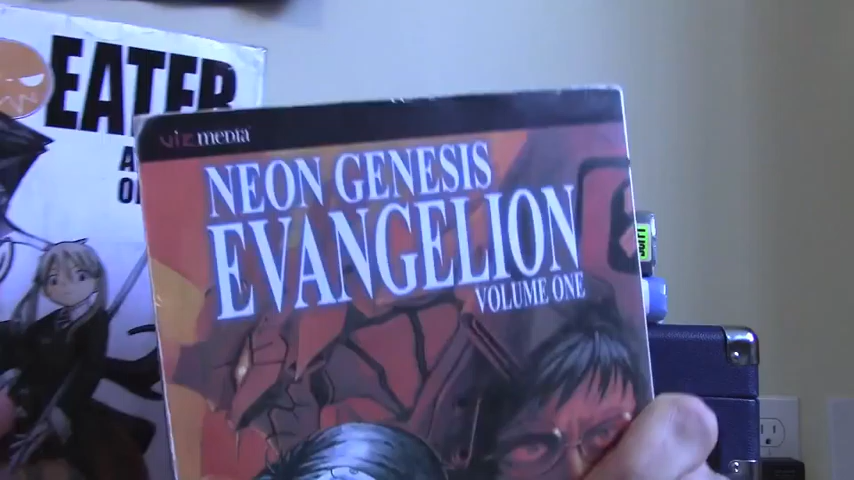 EATER
VIZ MEDIA
NEON GENESIS
EVANGELION
VOLUME ONE